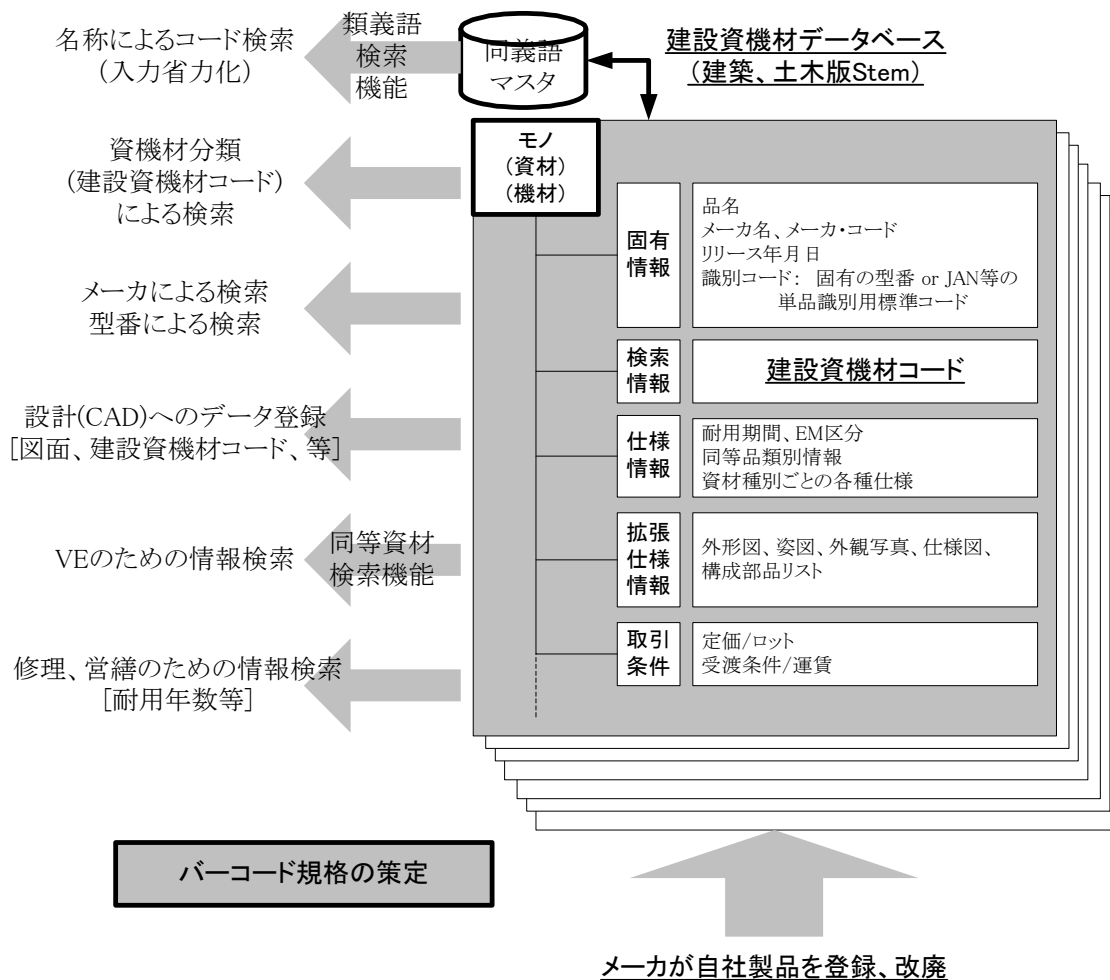 名称によるコード検索
(入力省力化)
類義語
検索
機能
同義語
マスタ
建設資機材データベース
(建築、土木版Stem)
資機材分類
(建設資機材コード)
による検索
モノ
(資材)
(機材)
固有
情報
品名
メーカ名、メーカ・コード
リリース年月日
識別コード： 固有の型番 or JAN等の
単品識別用標準コード
メーカによる検索
型番による検索
検索
情報
建設資機材コード
設計(CAD)へのデータ登録
[図面、建設資機材コード、等]
仕様
情報
耐用期間、EM区分
同等品類別情報
資材種別ごとの各種仕様
VEのための情報検索
同等資材
検索機能
拡張
仕様
情報
外形図、姿図、外観写真、仕様図、
構成部品リスト
修理、営繕のための情報検索
[耐用年数等]
取引
条件
定価/ロット
受渡条件/運賃
バーコード規格の策定
メーカが自社製品を登録、改廃